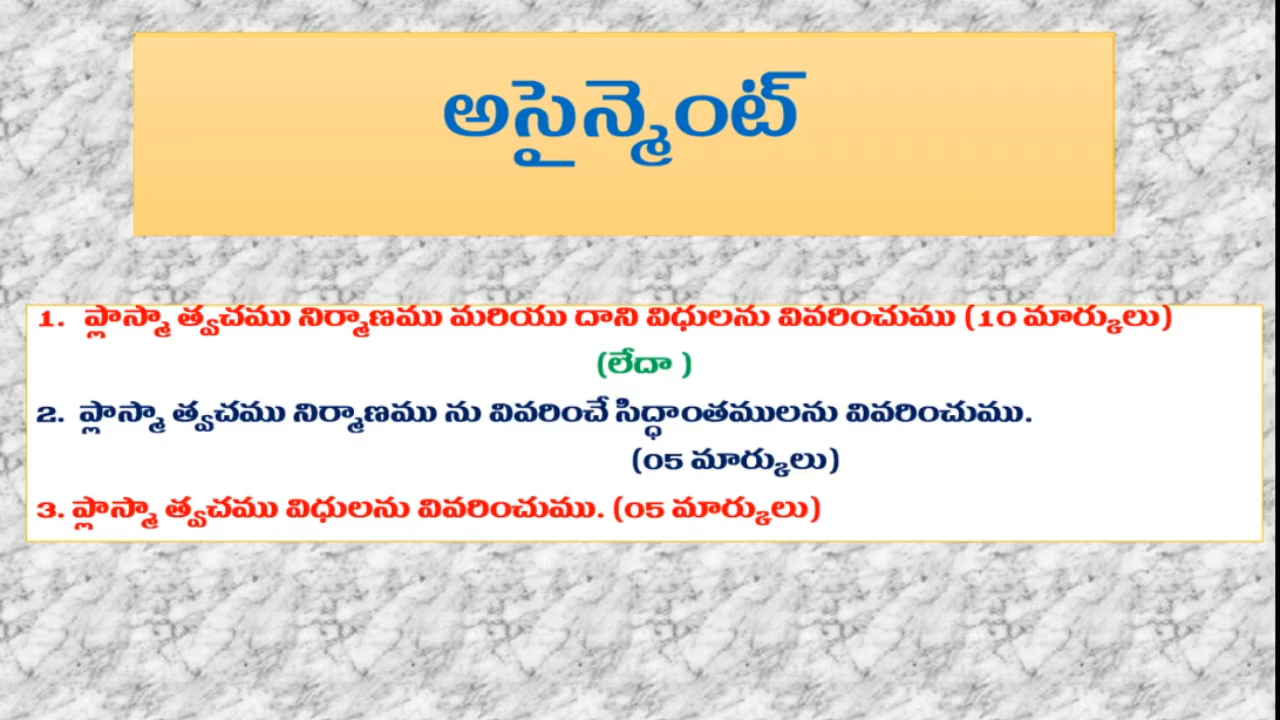 అసైన్మెంట్
1. ప్లాస్మా త్వచము నిర్మాణము మరియు దాని విధులను వివరించుము (10 మార్కులు)
(లేదా )
2. ప్లాస్మా త్వచము నిర్మాణము ను వివరించే సిద్ధాంతములను వివరించుము.
(05 మార్కులు)
3. ప్లాస్మా త్వచము విధులను వివరించుము. (05 మార్కులు)